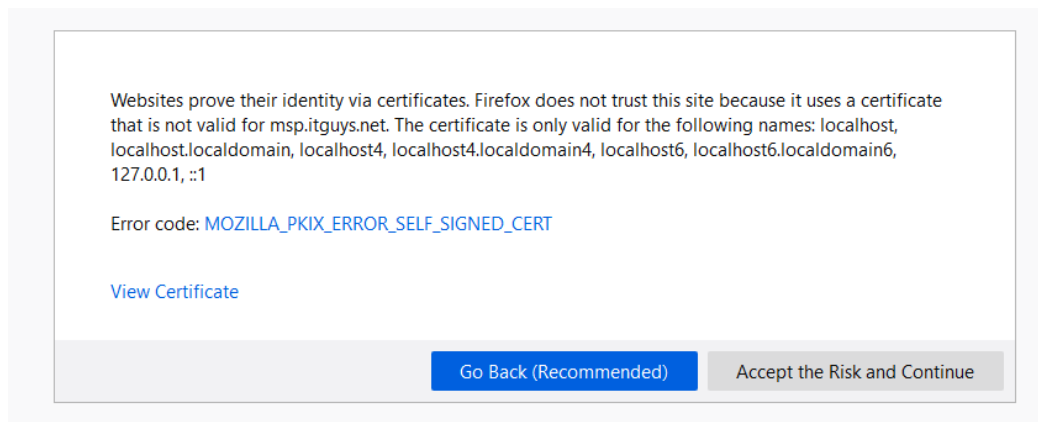 Websites prove their identity via certificates. Firefox does not trust this site because it uses a certificate
that is not valid for msp.itguys.net. The certificate is only valid for the following names: localhost,
localhost.localdomain, localhost4, localhost4.localdomain4, localhost6, localhost6.localdomain6,
127.0.0.1, ::1
Error code: MOZILLA_PKIX_ERROR_SELF_SIGNED_CERT
View Certificate
Go Back (Recommended)
Accept the Risk and Continue